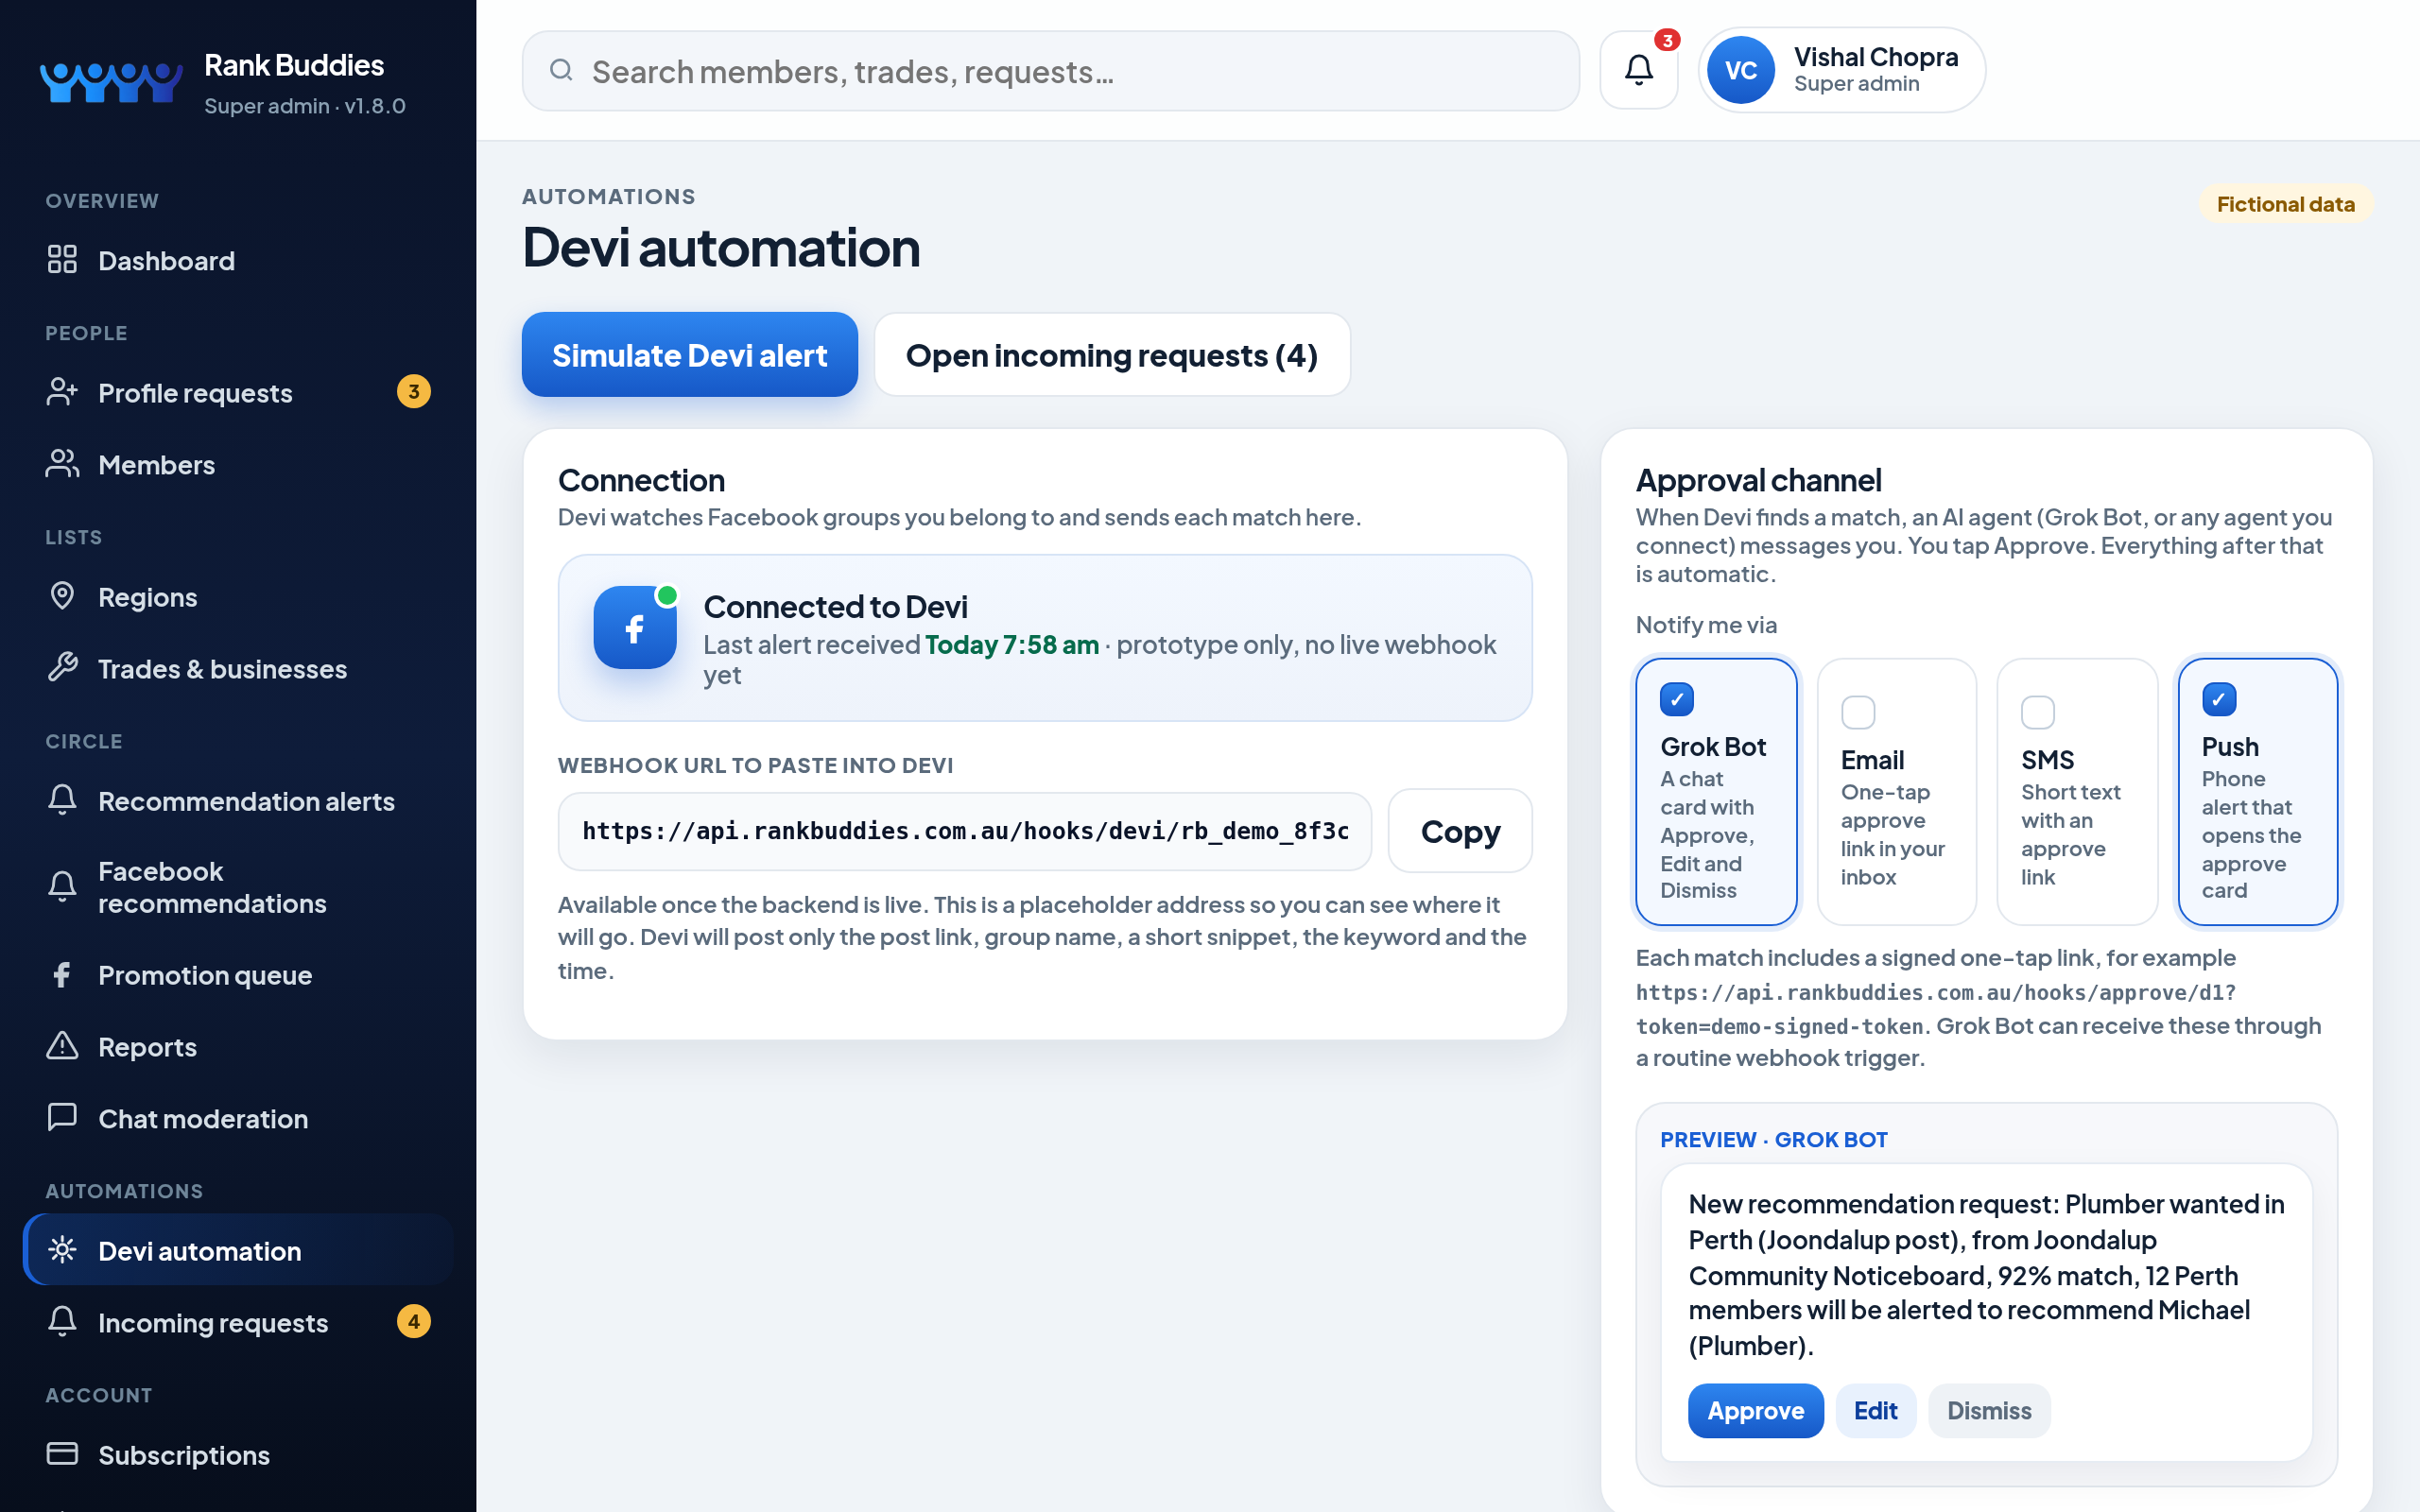 Rank Buddies
Super admin · v1.8.0
OVERVIEW
Dashboard
PEOPLE
Profile requests
3
Members
LISTS
Regions
Trades & businesses
CIRCLE
Recommendation alerts
Facebook
recommendations
Promotion queue
Reports
Chat moderation
AUTOMATIONS
Devi automation
Incoming requests
4
ACCOUNT
Subscriptions
Search members, trades, requests…
3
VC
Vishal Chopra
Super admin
AUTOMATIONS
Devi automation
Fictional data
Simulate Devi alert
Open incoming requests (4)
Connection
Devi watches Facebook groups you belong to and sends each match here.
Connected to Devi
Last alert received Today 7:58 am · prototype only, no live webhook
yet
WEBHOOK URL TO PASTE INTO DEVI
https://api.rankbuddies.com.au/hooks/devi/rb_demo_8f3c
Copy
Available once the backend is live. This is a placeholder address so you can see where it
will go. Devi will post only the post link, group name, a short snippet, the keyword and the
time.
Approval channel
When Devi finds a match, an AI agent (Grok Bot, or any agent you
connect) messages you. You tap Approve. Everything after that
is automatic.
Notify me via
Grok Bot
A chat
card with
Approve,
Edit and
Dismiss
Email
One-tap
approve
link in your
inbox
SMS
Short text
with an
approve
link
Push
Phone
alert that
opens the
approve
card
Each match includes a signed one-tap link, for example
https://api.rankbuddies.com.au/hooks/approve/d1?
token=demo-signed-token. Grok Bot can receive these through
a routine webhook trigger.
PREVIEW · GROK BOT
New recommendation request: Plumber wanted in
Perth (Joondalup post), from Joondalup
Community Noticeboard, 92% match, 12 Perth
members will be alerted to recommend Michael
(Plumber).
Approve
Edit
Dismiss